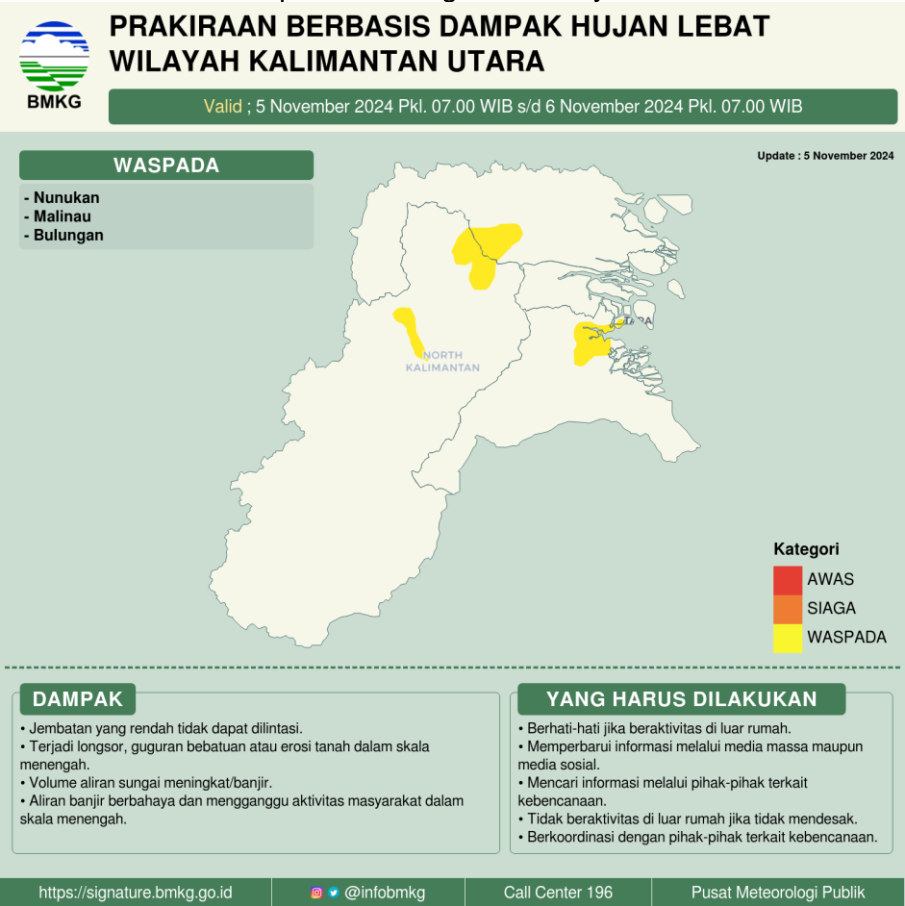 PRAKIRAAN BERBASIS DAMPAK HUJAN LEBAT
WILAYAH KALIMANTAN UTARA
BMKG
Valid ; 5 November 2024 Pkl. 07.00 WIB s/d 6 November 2024 Pkl. 07.00 WIB
Update : 5 November 2024
WASPADA
- Nunukan
- Malinau
- Bulungan
NORTH
KALIMANTAN
Kategori
AWAS
SIAGA
WASPADA
DAMPAK
• Jembatan yang rendah tidak dapat dilintasi.
• Terjadi longsor, guguran bebatuan atau erosi tanah dalam skala
menengah.
• Volume aliran sungai meningkat/banjir.
• Aliran banjir berbahaya dan mengganggu aktivitas masyarakat dalam
skala menengah.
YANG HARUS DILAKUKAN
• Berhati-hati jika beraktivitas di luar rumah.
• Memperbarui informasi melalui media massa maupun
media sosial.
• Mencari informasi melalui pihak-pihak terkait
kebencanaan.
• Tidak beraktivitas di luar rumah jika tidak mendesak.
• Berkoordinasi dengan pihak-pihak terkait kebencanaan.
https://signature.bmkg.go.id
@infobmkg
Call Center 196
Pusat Meteorologi Publik